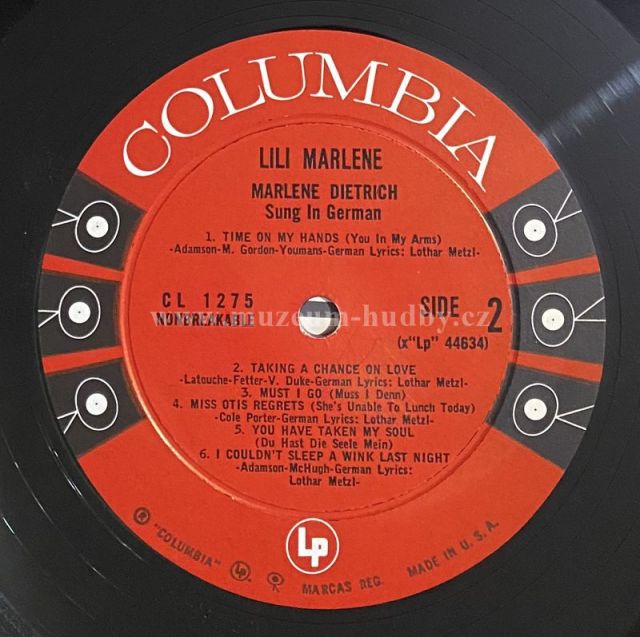 COLUMBIA
LILI MARLENE
MARLENE DIETRICH
Sung In German
1. TIME ON MY HANDS (You In My Arms)
-Adamson-M. Gordon-Youmans-German Lyrics: Lothar Metzl-
CL 1275
NONBREAKABLE
SIDE 2
(x"Lp" 44634)
www.muzeum-hudby.cz
2. TAKING A CHANCE ON LOVE
-Latouche-Fetter-V. Duke-German Lyrics: Lothar Metzl-
3. MUST I GO (Muss I Denn)
4. MISS OTIS REGRETS (She's Unable To Lunch Today)
-Cole Porter-German Lyrics: Lothar Metzl-
5. YOU HAVE TAKEN MY SOUL
(Du Hast Die Seele Mein)
6. I COULDN'T SLEEP A WINK LAST NIGHT
-Adamson-McHugh-German Lyrics:
Lothar Metzl-
LP
® "COLUMBIA" LP MARCAS REG. MADE IN U.S.A.